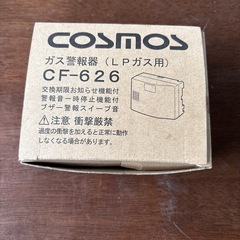 COSMOS
ガス警報器（LPガス用）
CF-626
交換期限お知らせ機能付
警報音一時停止機能付
ブザー警報スイープ音
注意 衝撃厳禁
過度の衝撃を加えると正常に動作
しなくなる場合があります。